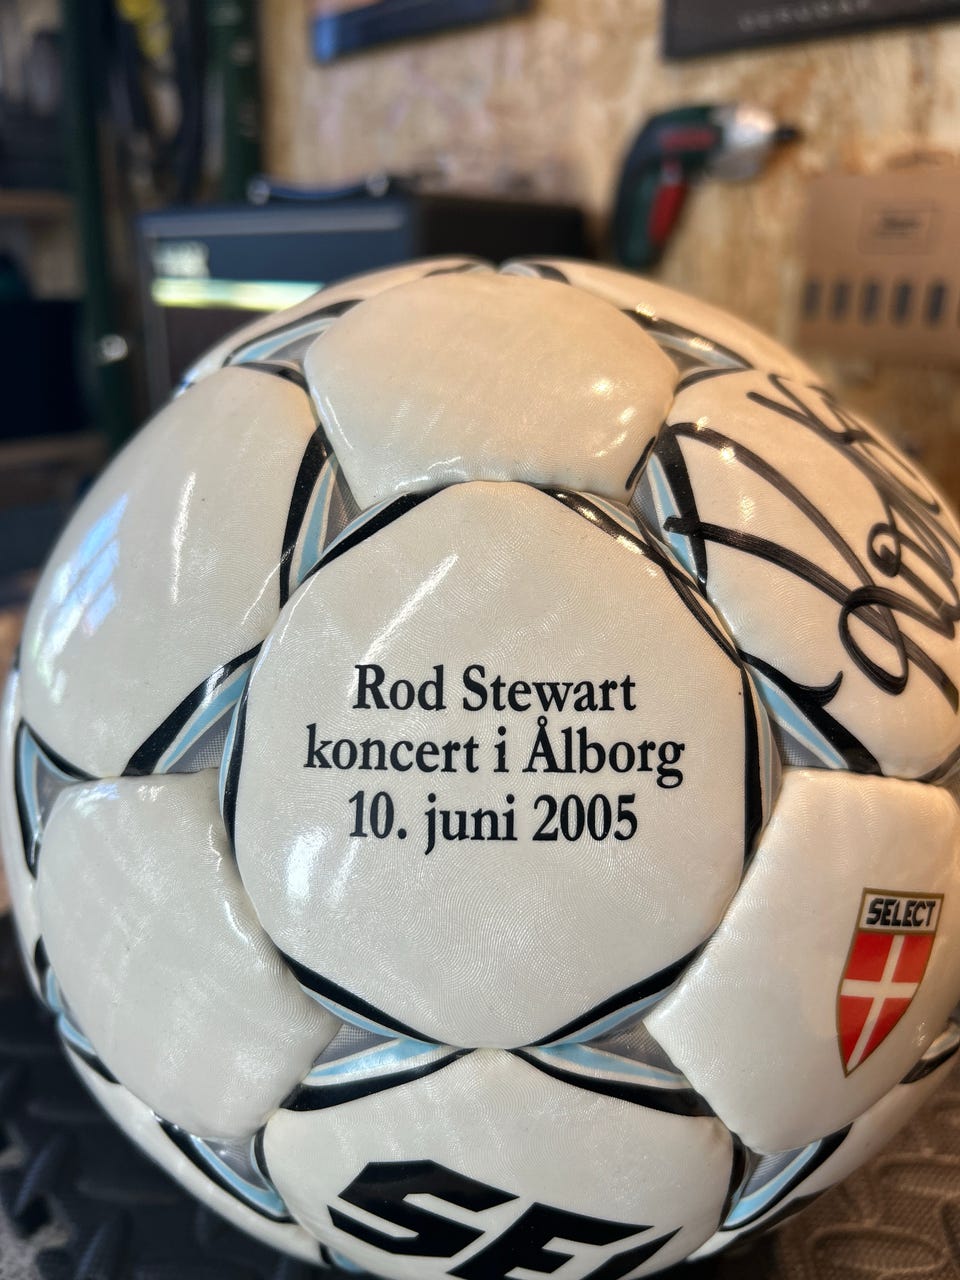 Rod Stewart
koncert i Ålborg
10. juni 2005
SELECT